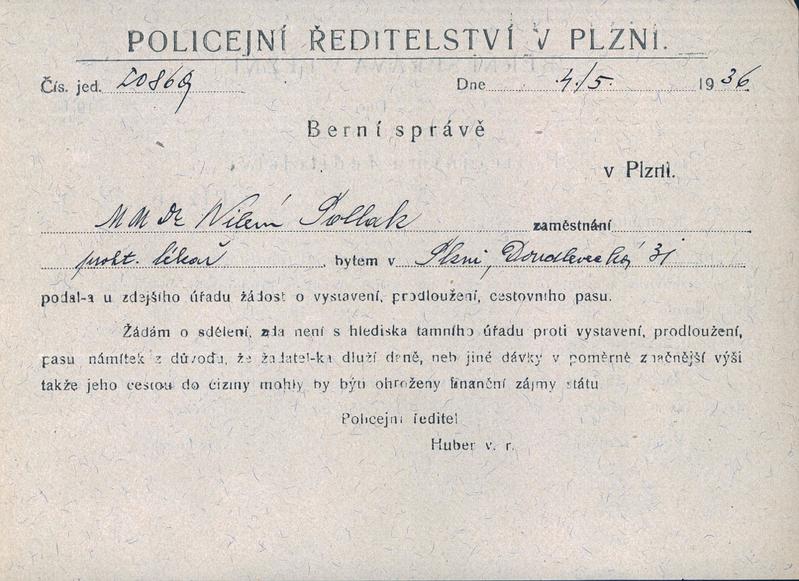 POLICEJNÍ ŘEDITELSTVÍ V PLZNI.
Čís. jed. 20869 Dne 4./5. 1936
Berní správě
v Plzni.
MUDr Vilém Pollak zaměstnání
prakt. lékař bytem v Plzni, Doudlevecká 31
podal-a u zdejšího úřadu žádost o vystavení, prodloužení, cestovního pasu.
Žádám o sdělení, zda není s hlediska tamního úřadu proti vystavení, prodloužení,
pasu námitek z důvodu, že žadatel-ka dluží daně, neb jiné dávky v poměrně značnější výši
takže jeho cestou do ciziny mohly by býti ohroženy finanční zájmy státu
Policejní ředitel
Huber v. r.